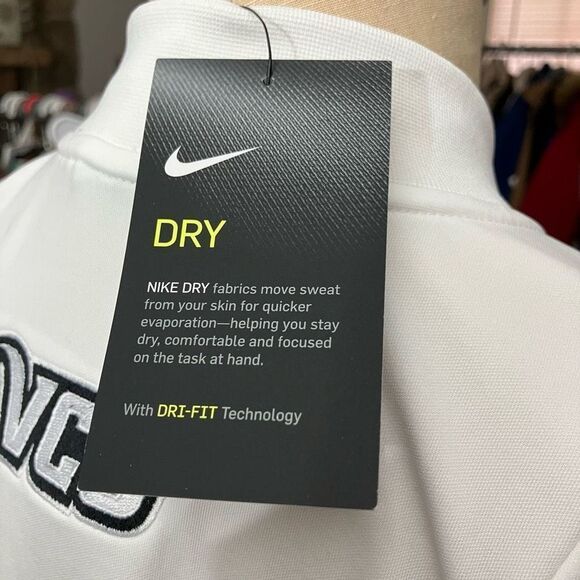 DRY
NIKE DRY fabrics move sweat
from your skin for quicker
evaporation—helping you stay
dry, comfortable and focused
on the task at hand.
With DRI-FIT Technology